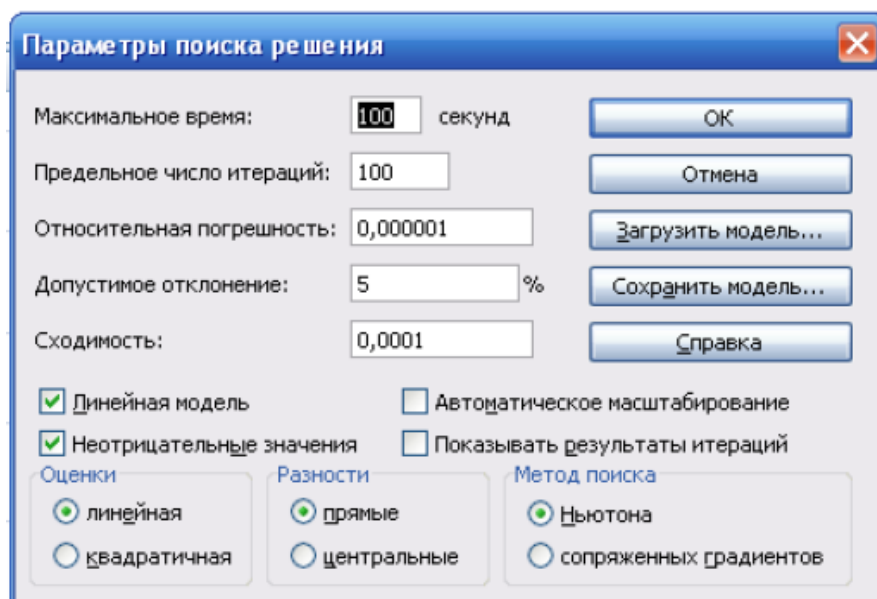 Параметры поиска решения
Максимальное время: 100 секунд OK
Предельное число итераций: 100 Отмена
Относительная погрешность: 0,000001 Загрузить модель...
Допустимое отклонение: 5 % Сохранить модель...
Сходимость: 0,0001 Справка
Линейная модель Автоматическое масштабирование
Неотрицательные значения Показывать результаты итераций
Оценки Разности Метод поиска
линейная прямые Ньютона
квадратичная центральные сопряженных градиентов